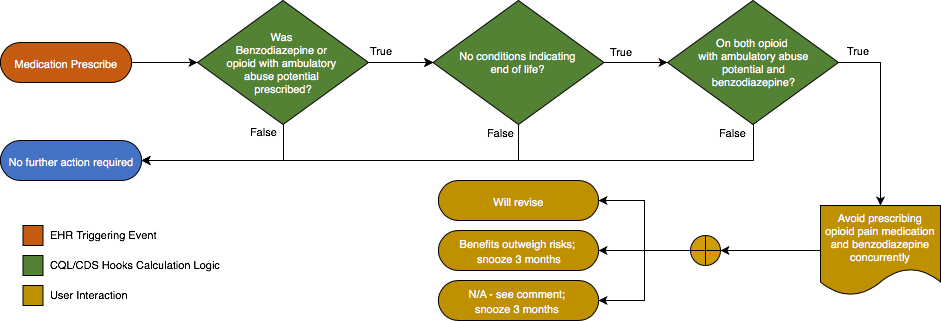 Medication Prescribe
Was
Benzodiazepine or
opioid with ambulatory
abuse potential
prescribed?
True
No conditions indicating
end of life?
True
On both opioid
with ambulatory abuse
potential and
benzodiazepine?
True
False
False
False
No further action required
Will revise
Benefits outweigh risks;
snooze 3 months
N/A - see comment;
snooze 3 months
Avoid prescribing
opioid pain medication
and benzodiazepine
concurrently
EHR Triggering Event
CQL/CDS Hooks Calculation Logic
User Interaction